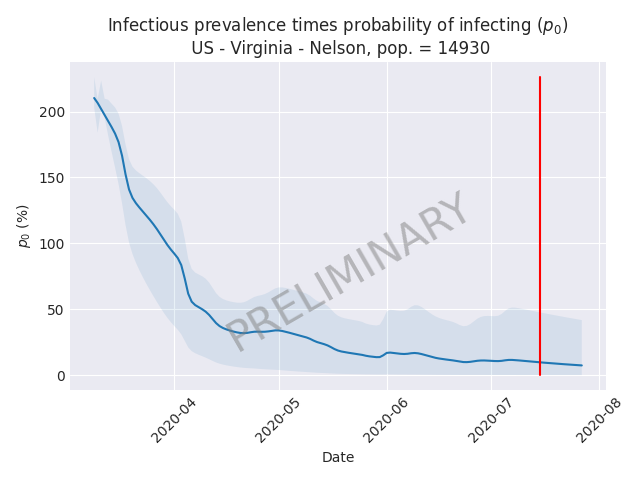 Infectious prevalence times probability of infecting (p₀)
US - Virginia - Nelson, pop. = 14930
200
150
100
50
0
p₀ (%)
PRELIMINARY
2020-04
2020-05
2020-06
2020-07
2020-08
Date